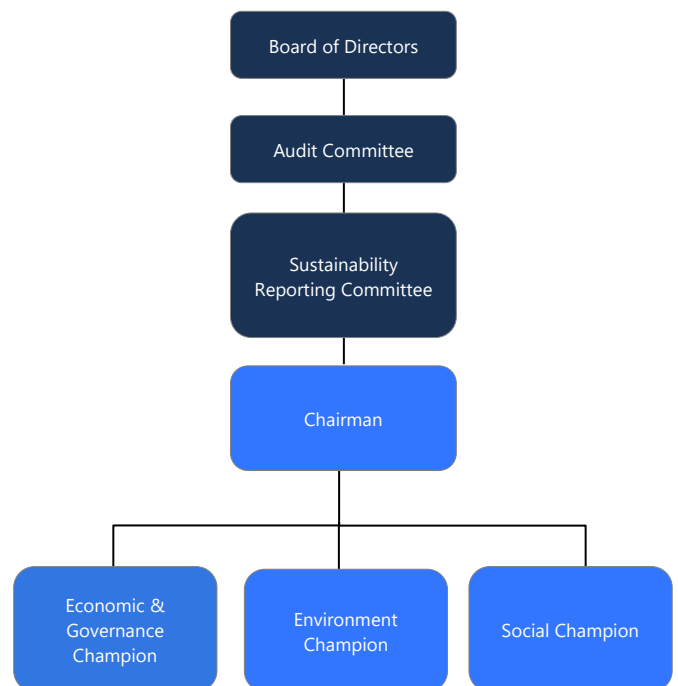 Board of Directors
Audit Committee
Sustainability
Reporting Committee
Chairman
Economic &
Governance
Champion
Environment
Champion
Social Champion